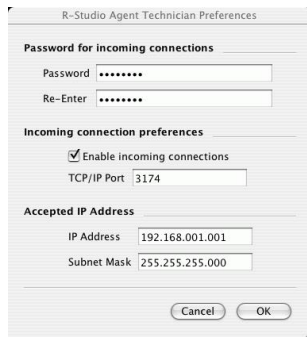 R-Studio Agent Technician Preferences
Password for incoming connections
Password ••••••••
Re-Enter ••••••••
Incoming connection preferences
Enable incoming connections
TCP/IP Port 3174
Accepted IP Address
IP Address 192.168.001.001
Subnet Mask 255.255.255.000
Cancel OK